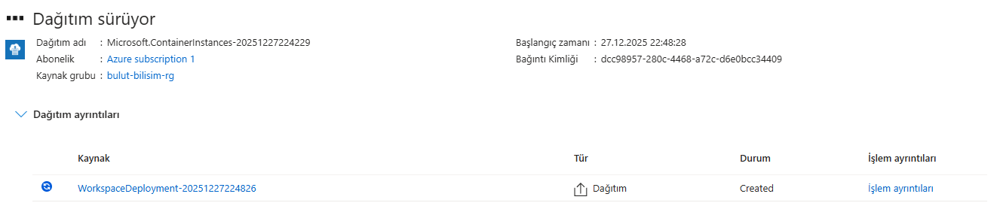 Dağıtım sürüyor
Dağıtım adı : Microsoft.ContainerInstances-20251227224229
Başlangıç zamanı : 27.12.2025 22:48:28
Abonelik : Azure subscription 1
Bağıntı Kimliği : dcc98957-280c-4468-a72c-d6e0bcc34409
Kaynak grubu : bulut-bilisim-rg
Dağıtım ayrıntıları
Kaynak Tür Durum İşlem ayrıntıları
WorkspaceDeployment-20251227224826 Dağıtım Created İşlem ayrıntıları